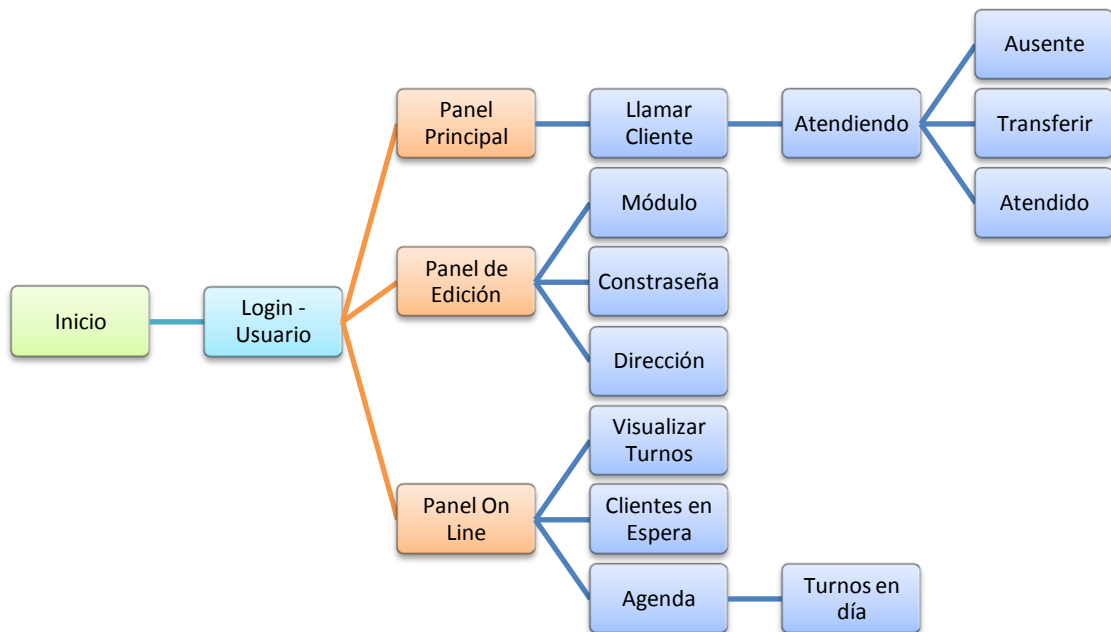 Inicio
Login -
Usuario
Panel
Principal
Llamar
Cliente
Atendiendo
Ausente
Transferir
Atendido
Panel de
Edición
Módulo
Constraseña
Dirección
Panel On
Line
Visualizar
Turnos
Clientes en
Espera
Agenda
Turnos en
día